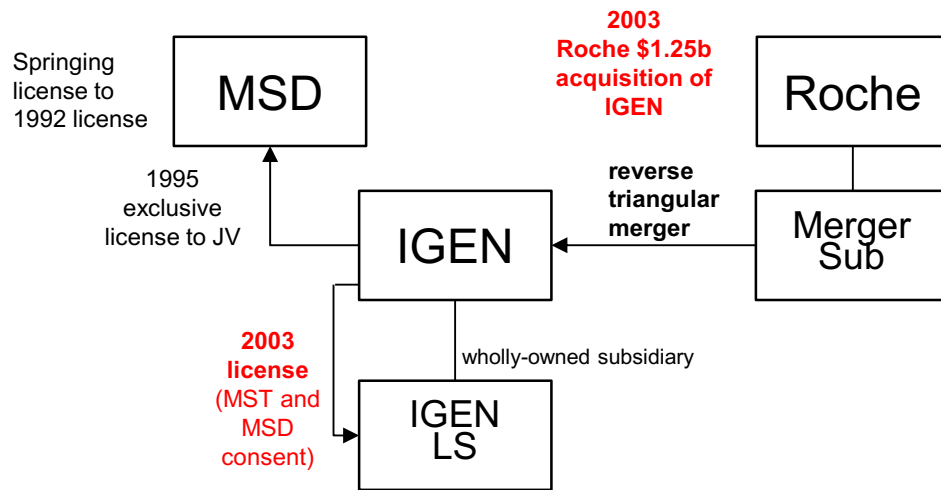 Springing
license to
1992 license
MSD
2003
Roche $1.25b
acquisition of
IGEN
Roche
1995
exclusive
license to JV
reverse
triangular
merger
IGEN
Merger
Sub
2003
license
(MST and
MSD
consent)
wholly-owned subsidiary
IGEN
LS